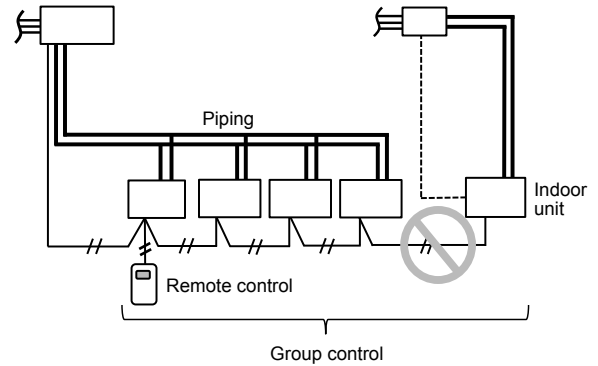 Piping
Indoor
unit
Remote control
Group control